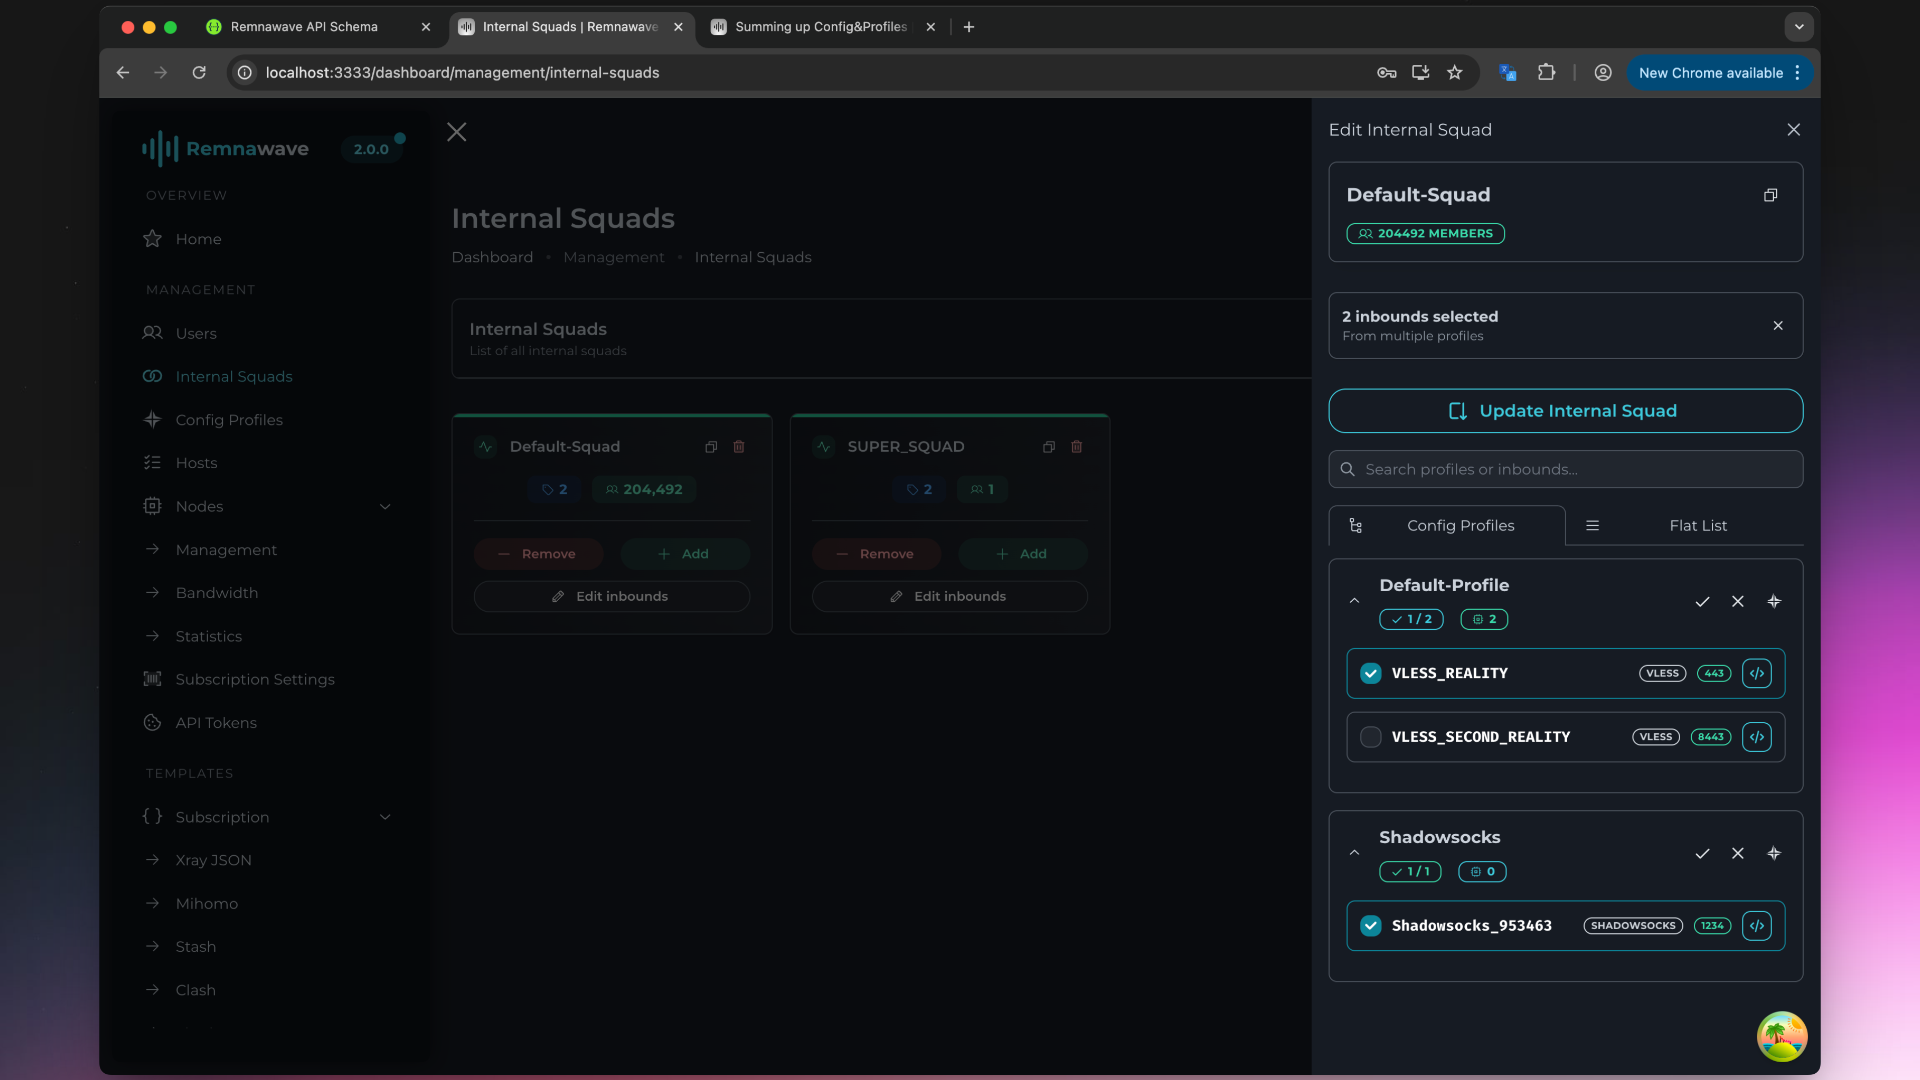 Remnawave API Schema
Internal Squads | Remnawave
Summing up Config&Profiles
localhost:3333/dashboard/management/internal-squads
New Chrome available
Remnawave
2.0.0
OVERVIEW
Home
MANAGEMENT
Users
Internal Squads
Config Profiles
Hosts
Nodes
Management
Bandwidth
Statistics
Subscription Settings
API Tokens
TEMPLATES
Subscription
Xray JSON
Mihomo
Stash
Clash
Internal Squads
Dashboard • Management • Internal Squads
Internal Squads
List of all internal squads
Default-Squad
2
204,492
Remove
Add
Edit inbounds
SUPER_SQUAD
2
1
Remove
Add
Edit inbounds
Edit Internal Squad
Default-Squad
204492 MEMBERS
2 inbounds selected
From multiple profiles
Update Internal Squad
Search profiles or inbounds...
Config Profiles
Flat List
Default-Profile
1 / 2
2
VLESS_REALITY
VLESS
443
VLESS_SECOND_REALITY
VLESS
8443
Shadowsocks
1 / 1
0
Shadowsocks_953463
SHADOWSOCKS
1234